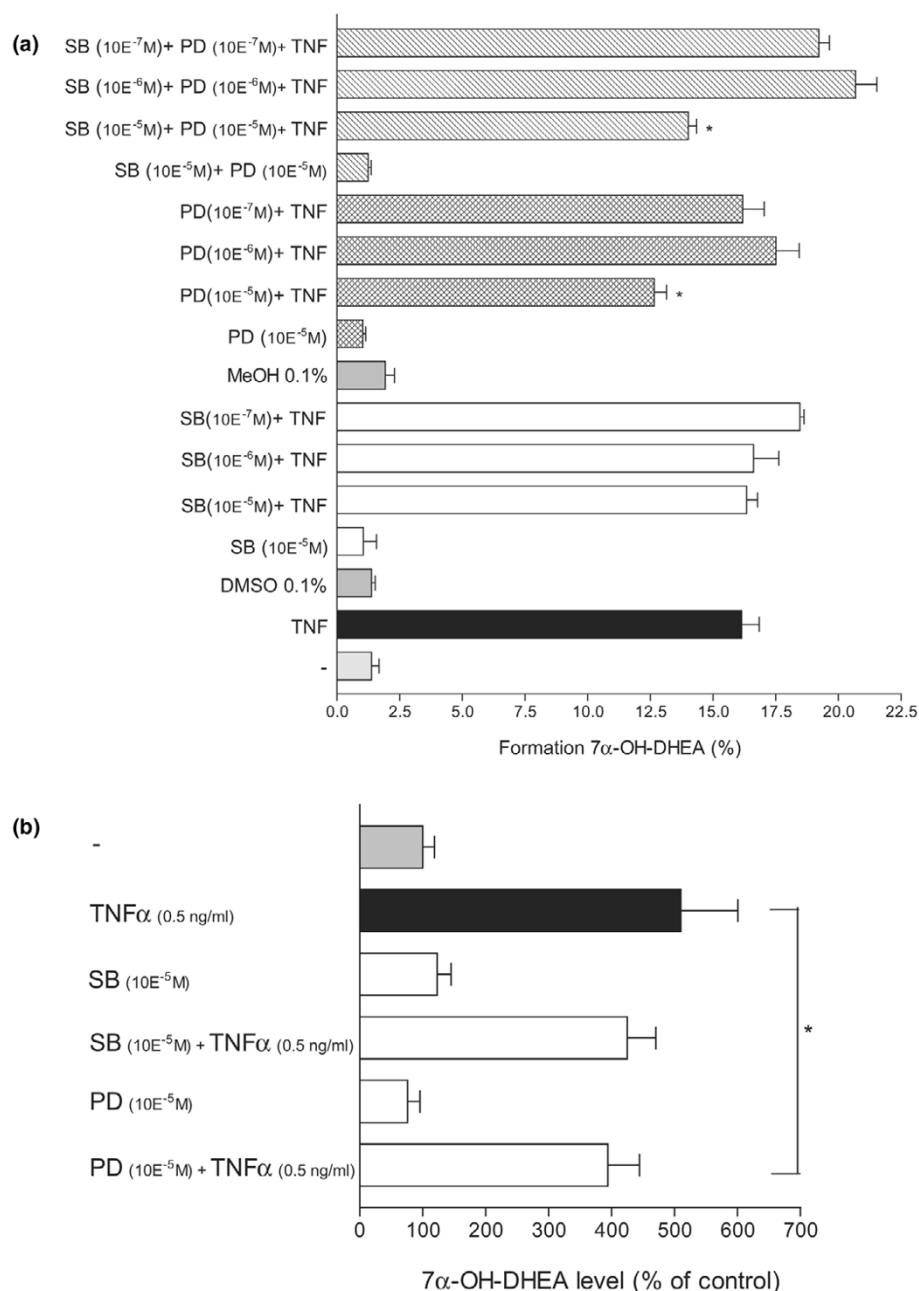 (a)
SB (10E⁻⁷M)+ PD (10E⁻⁷M)+ TNF
SB (10E⁻⁶M)+ PD (10E⁻⁶M)+ TNF
SB (10E⁻⁵M)+ PD (10E⁻⁵M)+ TNF
*
SB (10E⁻⁵M)+ PD (10E⁻⁵M)
PD(10E⁻⁷M)+ TNF
PD(10E⁻⁶M)+ TNF
PD(10E⁻⁵M)+ TNF
*
PD (10E⁻⁵M)
MeOH 0.1%
SB(10E⁻⁷M)+ TNF
SB(10E⁻⁶M)+ TNF
SB(10E⁻⁵M)+ TNF
SB (10E⁻⁵M)
DMSO 0.1%
TNF
-
0.0 2.5 5.0 7.5 10.0 12.5 15.0 17.5 20.0 22.5
Formation 7α-OH-DHEA (%)
(b)
-
TNFα (0.5 ng/ml)
SB (10E⁻⁵M)
SB (10E⁻⁵M) + TNFα (0.5 ng/ml)
*
PD (10E⁻⁵M)
PD (10E⁻⁵M) + TNFα (0.5 ng/ml)
0 100 200 300 400 500 600 700
7α-OH-DHEA level (% of control)